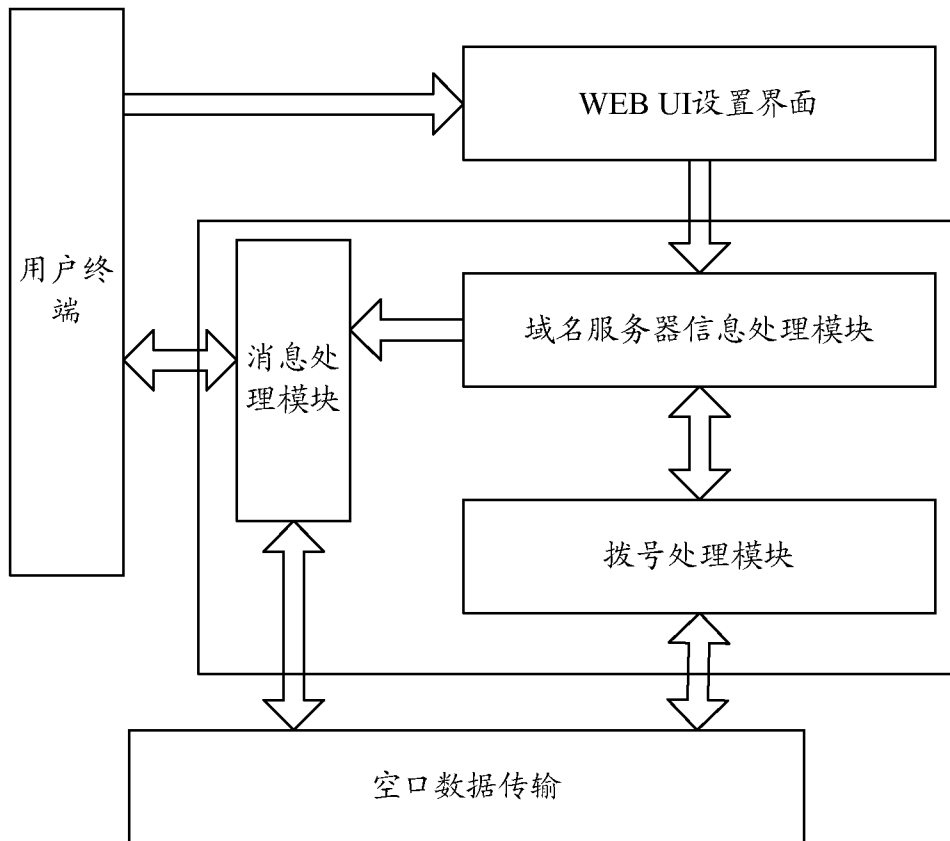 WEB UI设置界面
用户终
端
域名服务器信息处理模块
消息处
理模块
拨号处理模块
空口数据传输